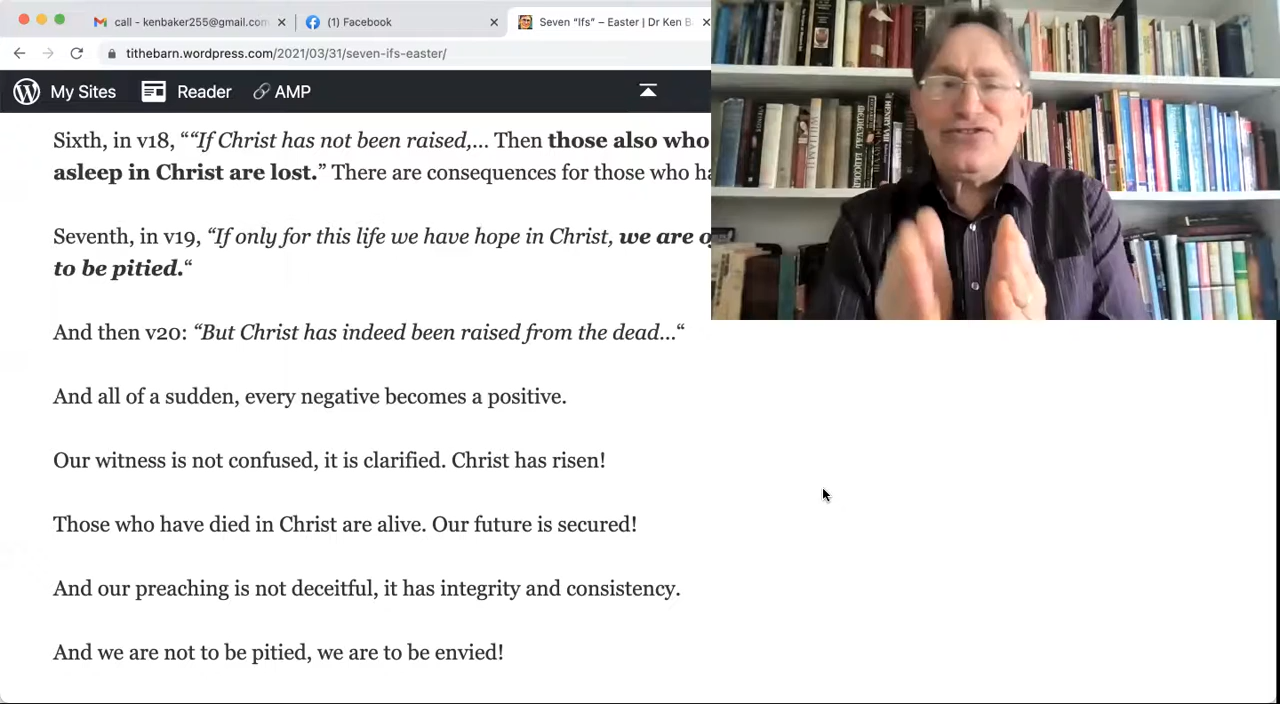 call - kenbaker255@gmail.com
(1) Facebook
Seven “Ifs” – Easter | Dr Ken B
tithebarn.wordpress.com/2021/03/31/seven-ifs-easter/
My Sites
Reader
AMP
Sixth, in v18, ““If Christ has not been raised,… Then those also who
asleep in Christ are lost.” There are consequences for those who ha
Seventh, in v19, “If only for this life we have hope in Christ, we are o
to be pitied.“
And then v20: “But Christ has indeed been raised from the dead…“
And all of a sudden, every negative becomes a positive.
Our witness is not confused, it is clarified. Christ has risen!
Those who have died in Christ are alive. Our future is secured!
And our preaching is not deceitful, it has integrity and consistency.
And we are not to be pitied, we are to be envied!
WILLIAM II
HENRY VIII